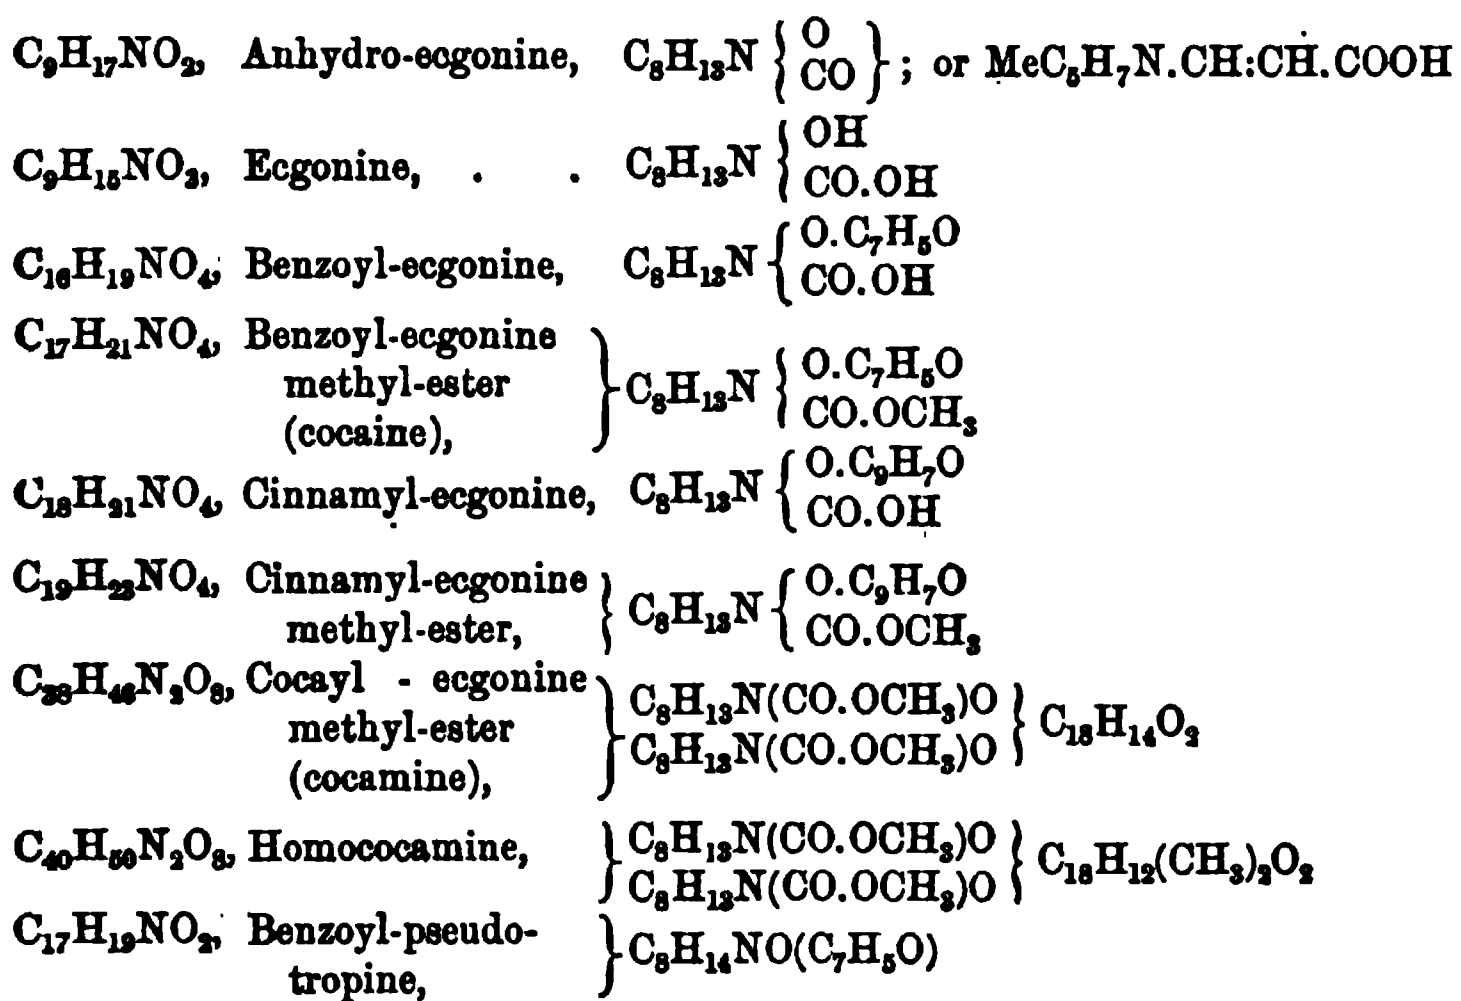 C₉H₁₇NO₂, Anhydro-ecgonine, C₈H₁₃N { O CO } ; or MeC₅H₇N.CH:CH.COOH
C₉H₁₅NO₃, Ecgonine, . . C₈H₁₃N { OH CO.OH
C₁₆H₁₉NO₄, Benzoyl-ecgonine, C₈H₁₃N { O.C₇H₅O CO.OH
C₁₇H₂₁NO₄, Benzoyl-ecgonine
methyl-ester
(cocaine), } C₈H₁₃N { O.C₇H₅O CO.OCH₃
C₁₈H₂₁NO₄, Cinnamyl-ecgonine, C₈H₁₃N { O.C₉H₇O CO.OH
C₁₉H₂₃NO₄, Cinnamyl-ecgonine
methyl-ester, } C₈H₁₃N { O.C₉H₇O CO.OCH₃
C₃₈H₄₆N₂O₈, Cocayl - ecgonine
methyl-ester
(cocamine), } C₈H₁₃N(CO.OCH₃)O C₈H₁₃N(CO.OCH₃)O } C₁₈H₁₄O₂
C₄₀H₅₀N₂O₈, Homococamine, } C₈H₁₃N(CO.OCH₃)O C₈H₁₃N(CO.OCH₃)O } C₁₈H₁₂(CH₃)₂O₂
C₁₇H₁₉NO₂, Benzoyl-pseudo-
tropine, } C₈H₁₄NO(C₇H₅O)